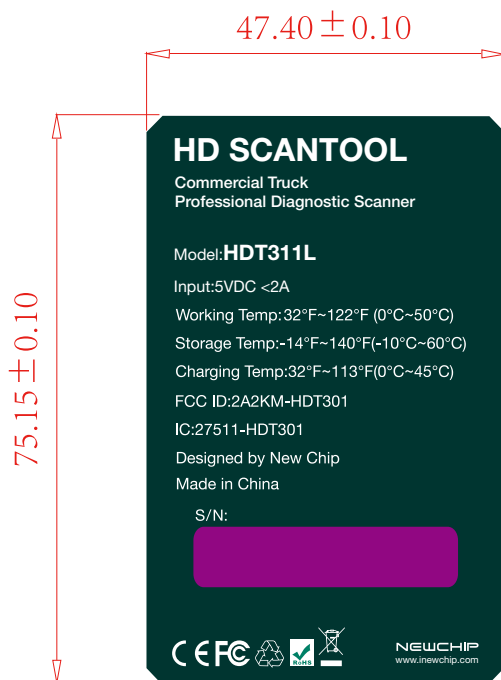 47.40±0.10
75.15±0.10
HD SCANTOOL
Commercial Truck
Professional Diagnostic Scanner
Model:HDT311L
Input:5VDC <2A
Working Temp:32°F~122°F (0°C~50°C)
Storage Temp:-14°F~140°F(-10°C~60°C)
Charging Temp:32°F~113°F(0°C~45°C)
FCC ID:2A2KM-HDT301
IC:27511-HDT301
Designed by New Chip
Made in China
S/N:
CE FC RoHS NEWCHIP
www.inewchip.com